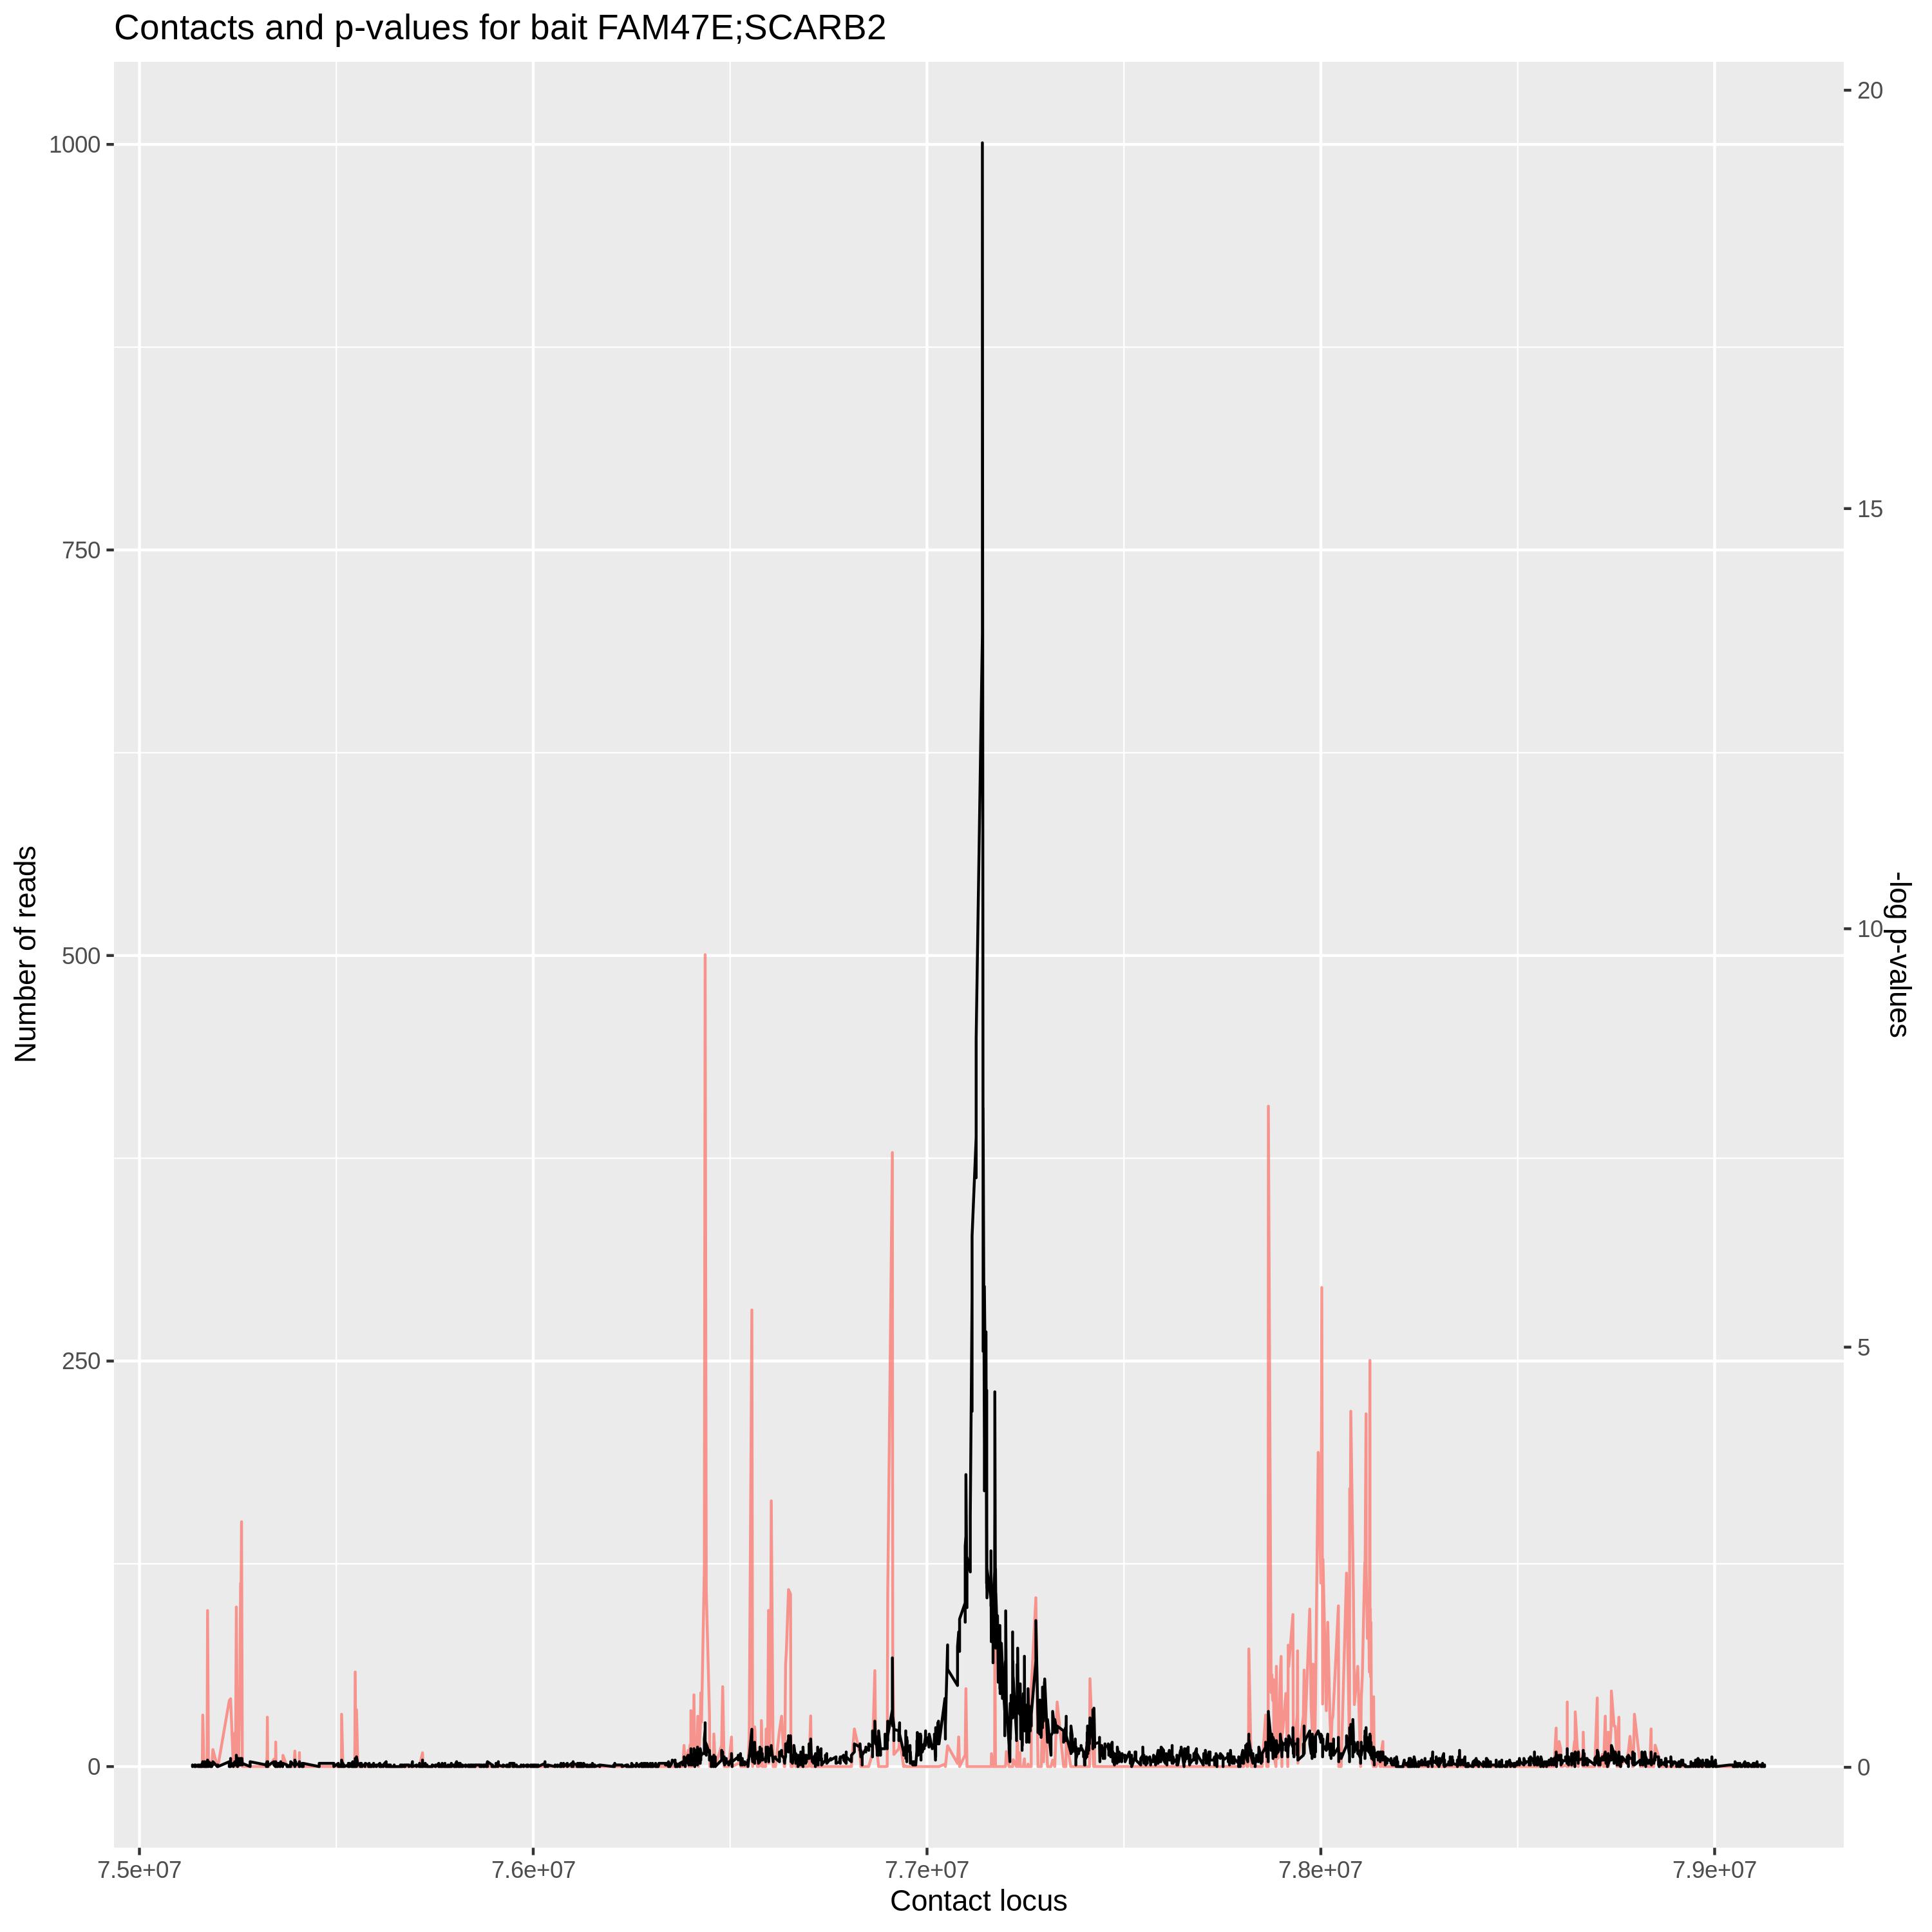 Contacts and p-values for bait FAM47E;SCARB2
20
1000
15
750
10
500
Number of reads
-log p-values
5
250
0
0
7.5e+07
7.6e+07
7.7e+07
7.8e+07
7.9e+07
Contact locus